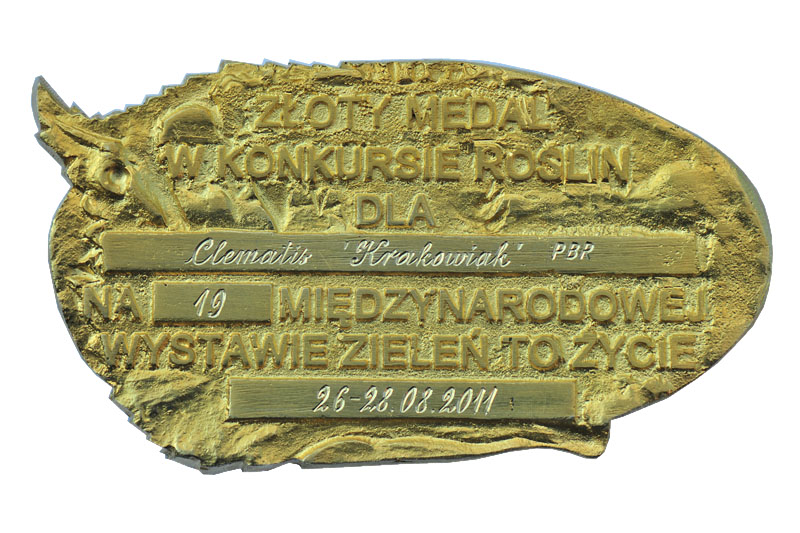 ZŁOTY MEDAL
W KONKURSIE ROŚLIN
DLA
Clematis 'Krakowiak' PBR
NA 19 MIĘDZYNARODOWEJ
WYSTAWIE ZIELEŃ TO ŻYCIE
26-28.08.2011